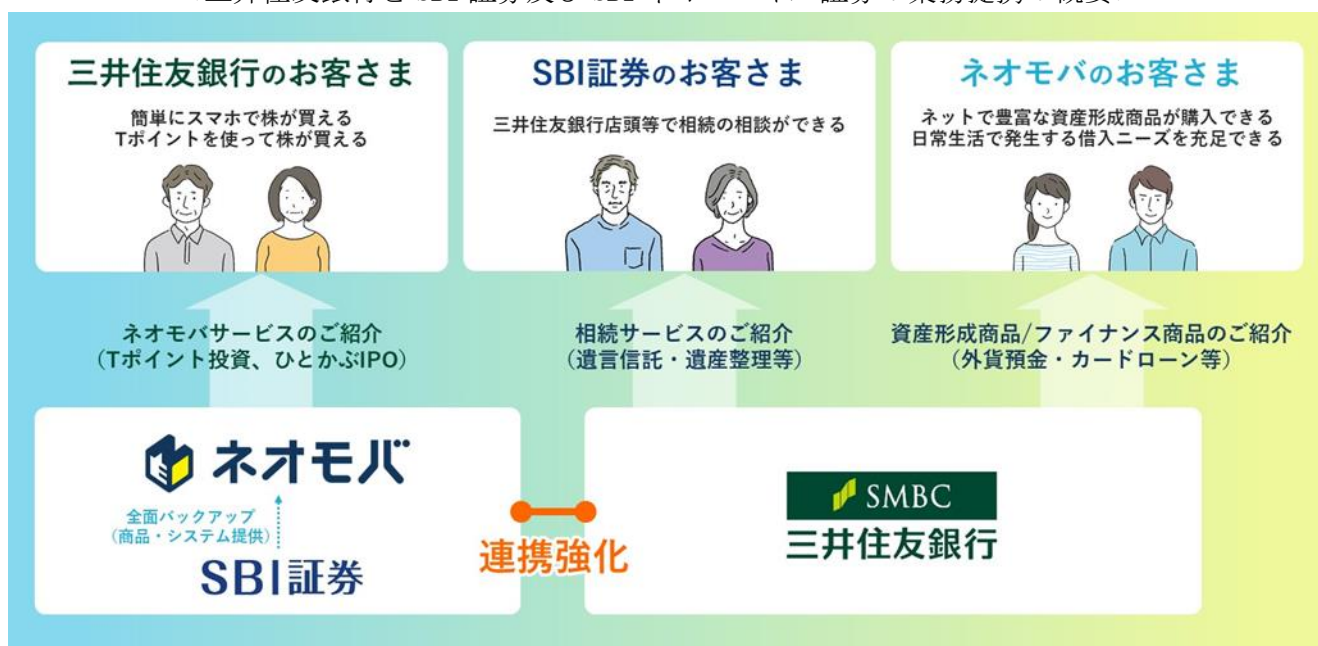 三井住友銀行のお客さま
簡単にスマホで株が買える
Tポイントを使って株が買える
SBI証券のお客さま
三井住友銀行店頭等で相続の相談ができる
ネオモバのお客さま
ネットで豊富な資産形成商品が購入できる
日常生活で発生する借入ニーズを充足できる
ネオモバサービスのご紹介
(Tポイント投資、ひとかぶIPO)
相続サービスのご紹介
(遺言信託・遺産整理等)
資産形成商品/ファイナンス商品のご紹介
(外貨預金・カードローン等)
ネオモバ
全面バックアップ
(商品・システム提供)
SBI証券
連携強化
SMBC
三井住友銀行